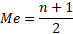 Me = (n + 1)/2